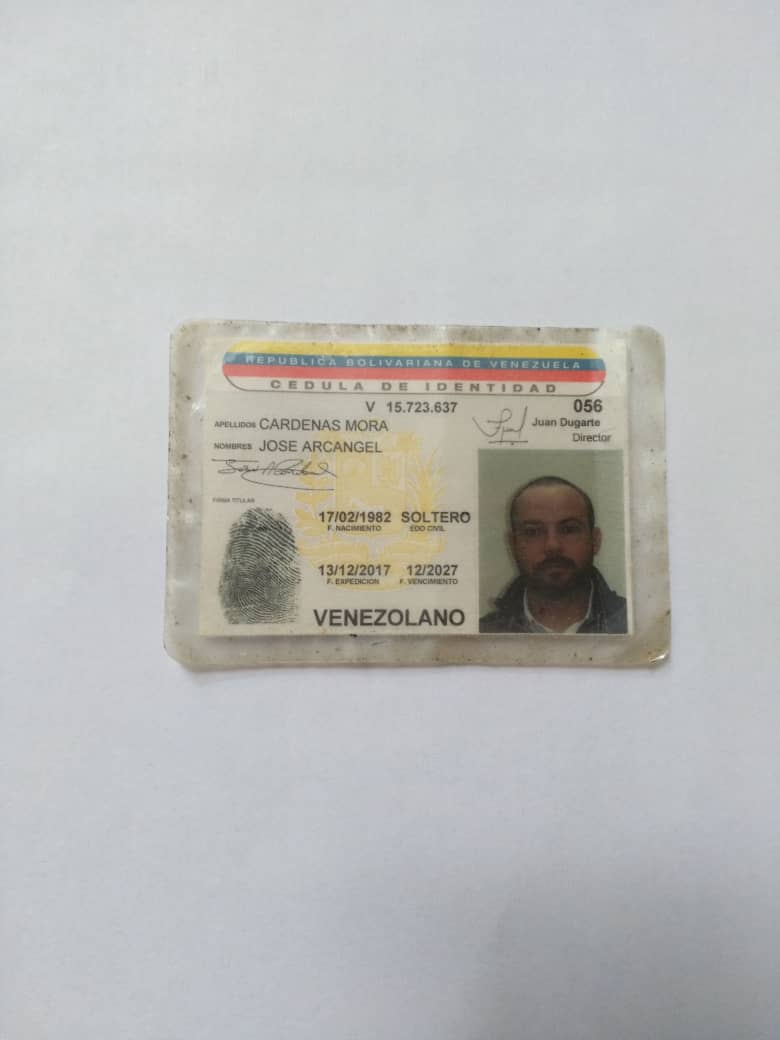 REPUBLICA BOLIVARIANA DE VENEZUELA
CEDULA DE IDENTIDAD
V 15.723.637 056
APELLIDOS CARDENAS MORA Juan Dugarte
Director
NOMBRES JOSE ARCANGEL
FIRMA TITULAR
17/02/1982 SOLTERO
F. NACIMIENTO EDO CIVIL
13/12/2017 12/2027
F. EXPEDICION F. VENCIMIENTO
VENEZOLANO